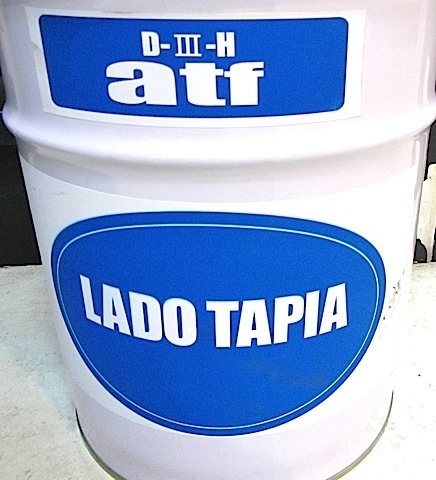 D-III-H
atf
LADO TAPIA